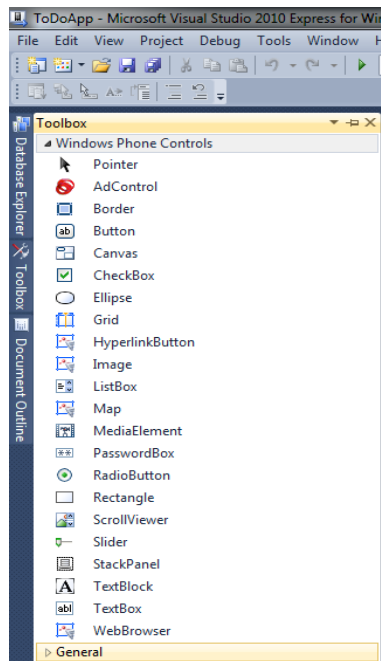 ToDoApp - Microsoft Visual Studio 2010 Express for Wi
File Edit View Project Debug Tools Window H
Toolbox
Windows Phone Controls
Pointer
AdControl
Border
ab Button
Canvas
CheckBox
Ellipse
Grid
HyperlinkButton
Image
ListBox
Map
MediaElement
** PasswordBox
RadioButton
Rectangle
ScrollViewer
Slider
StackPanel
A TextBlock
abl TextBox
WebBrowser
General
Database Explorer
Toolbox
Document Outline